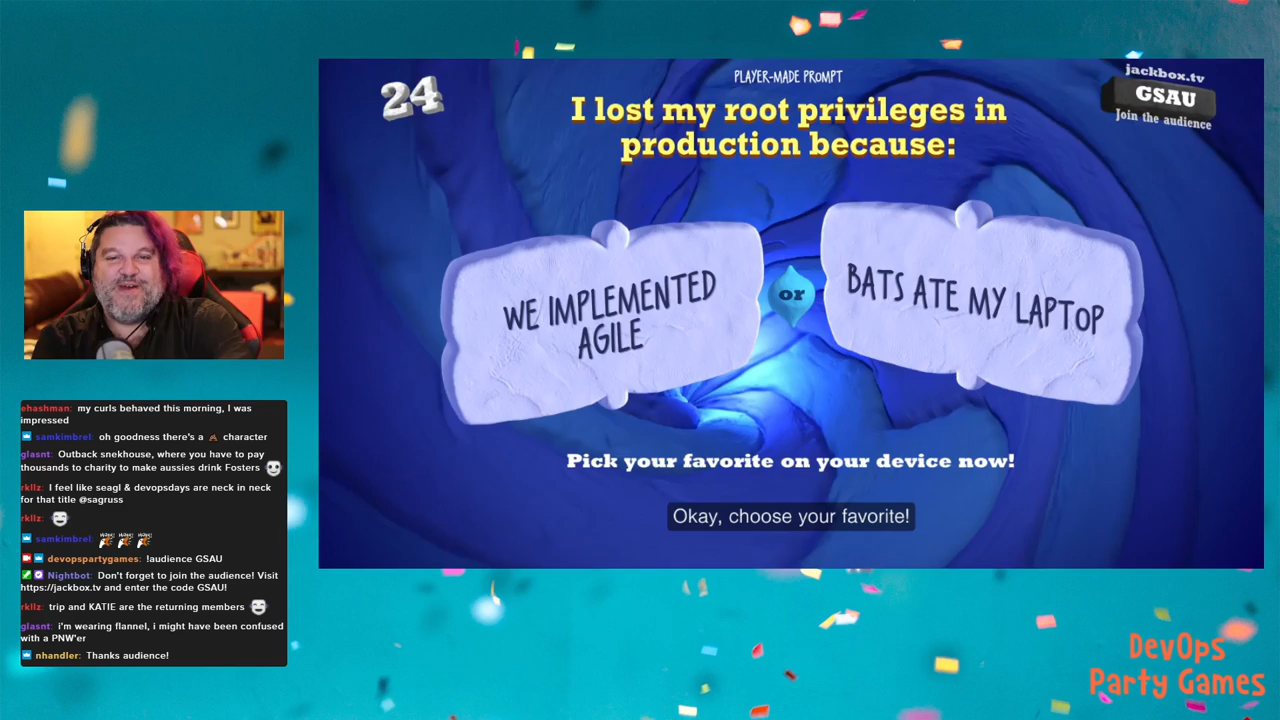 24
PLAYER-MADE PROMPT
I lost my root privileges in
production because:
jackbox.tv
GSAU
Join the audience
WE IMPLEMENTED
AGILE
or
BATS ATE MY LAPTOP
Pick your favorite on your device now!
Okay, choose your favorite!
ehashman: my curls behaved this morning, I was
impressed
samkimbrel: oh goodness there's a character
glasnt: Outback snekhouse, where you have to pay
thousands to charity to make aussies drink Fosters
rkllz: I feel like seagl & devopsdays are neck in neck
for that title @sagruss
rkllz:
samkimbrel:
devopspartygames: !audience GSAU
Nightbot: Don't forget to join the audience! Visit
https://jackbox.tv and enter the code GSAU!
rkllz: trip and KATIE are the returning members
glasnt: i'm wearing flannel, i might have been confused
with a PNW'er
nhandler: Thanks audience!
DevOps
Party Games